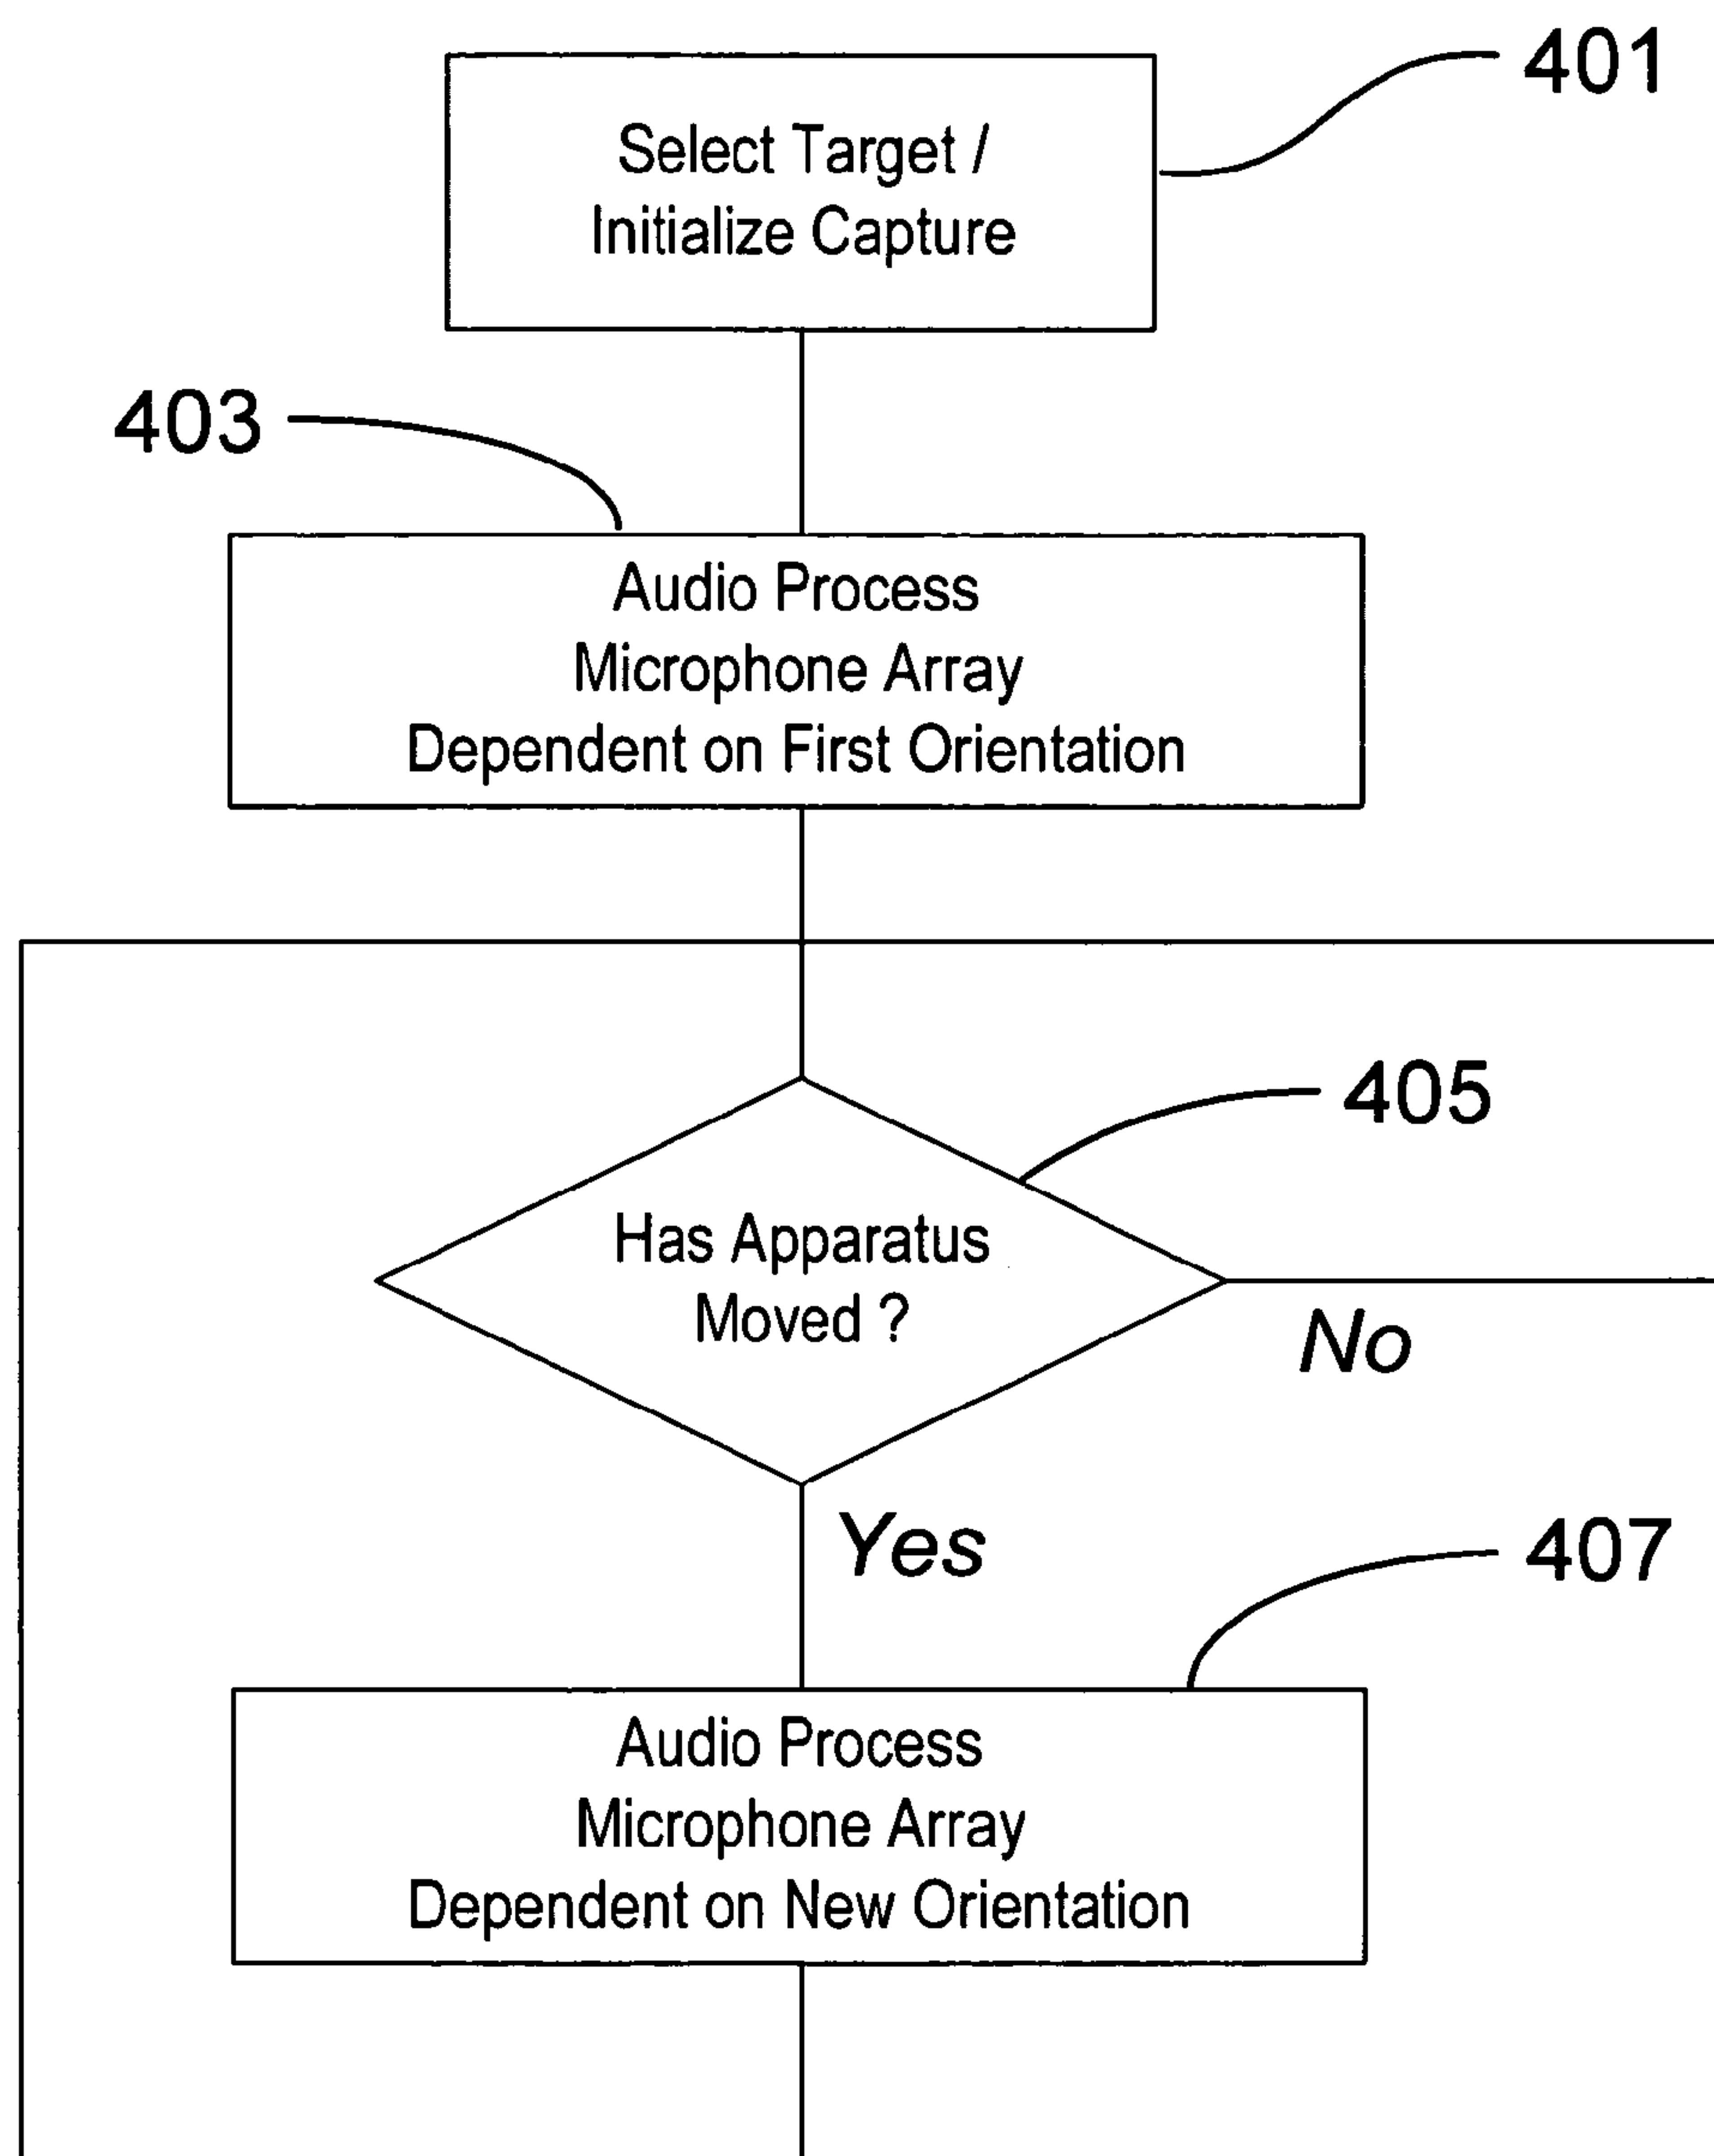 401
Select Target /
Initialize Capture
403
Audio Process
Microphone Array
Dependent on First Orientation
405
Has Apparatus
Moved ?
No
Yes
407
Audio Process
Microphone Array
Dependent on New Orientation